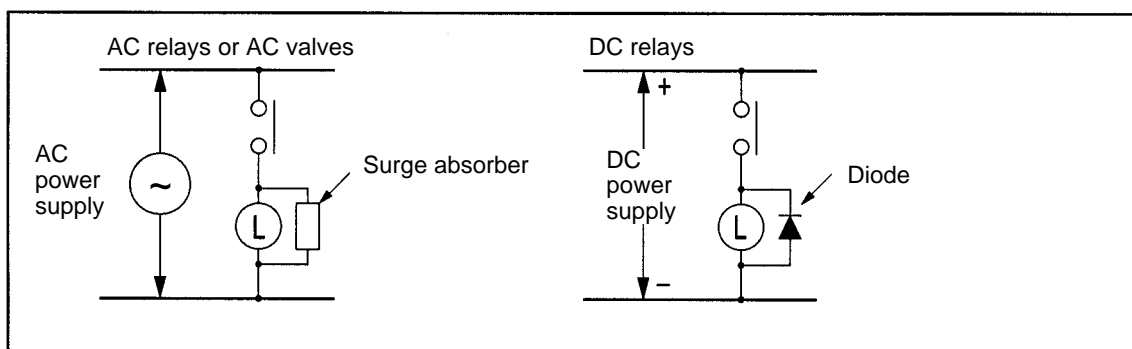 AC relays or AC valves
AC
power
supply
~
L
Surge absorber
DC relays
+
DC
power
supply
−
L
Diode